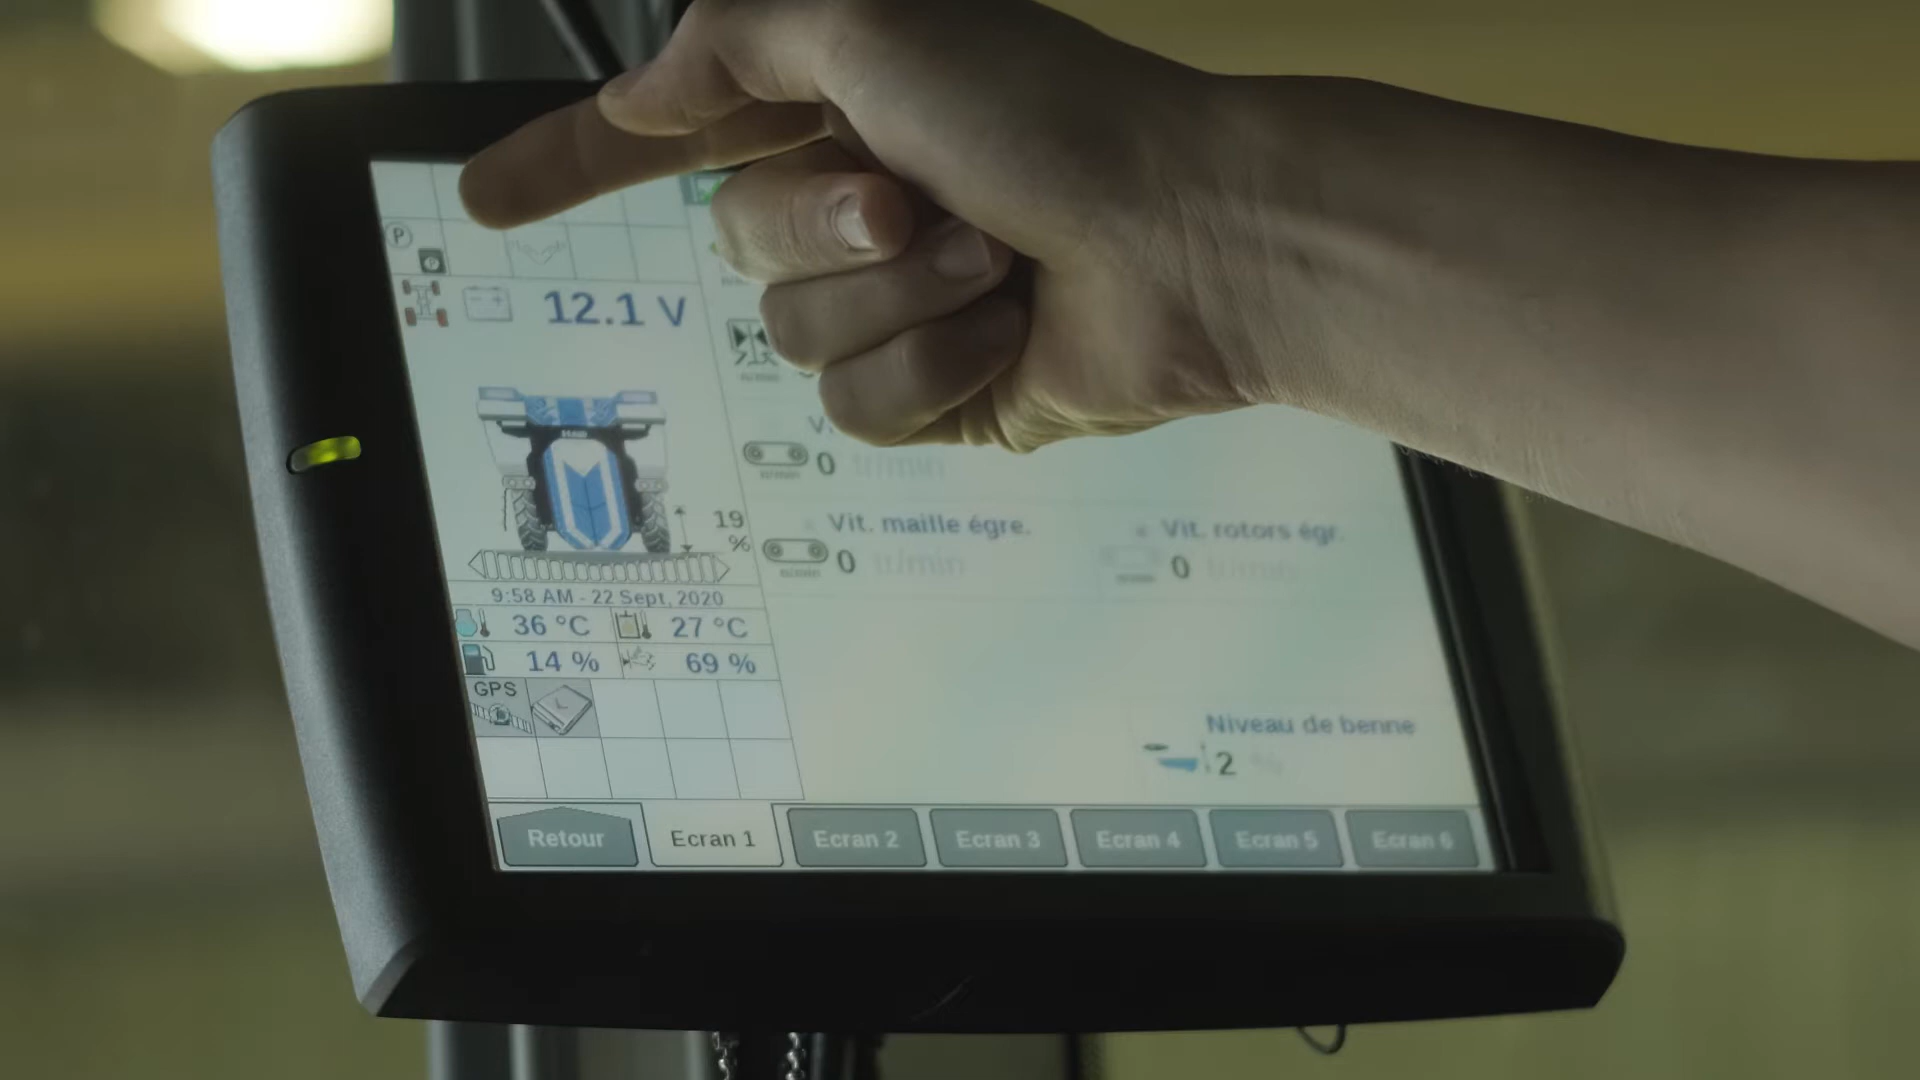 P
P
12.1 V
19
%
9:58 AM - 22 Sept, 2020
36 °C 27 °C
14 % 69 %
GPS
V.
0 tr/min
Vit. maille égre.
0 tr/min
Vit. rotors égr.
0 tr/min
Niveau de benne
2 %
Retour Ecran 1 Ecran 2 Ecran 3 Ecran 4 Ecran 5 Ecran 6